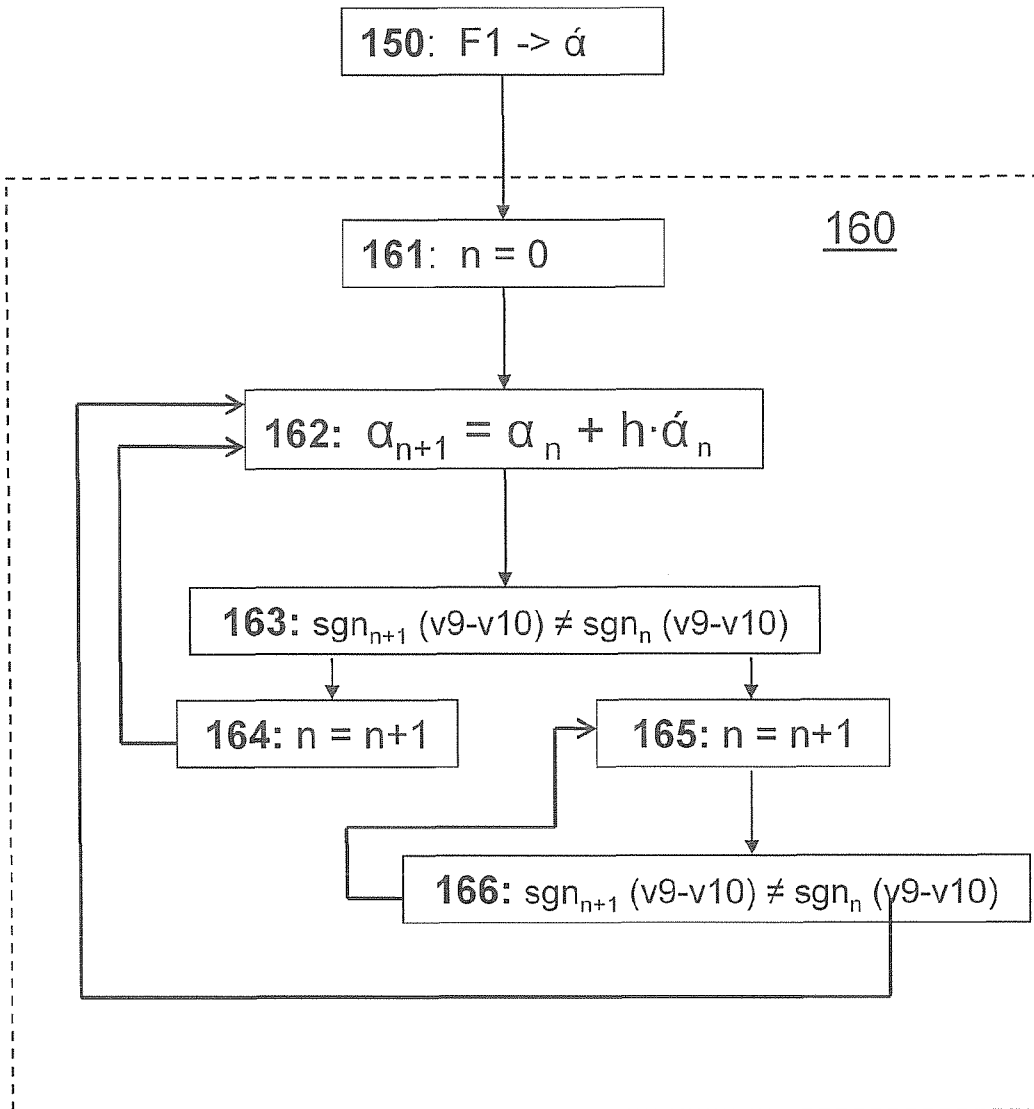 150: F1 -> ά
160
161: n = 0
162: αₙ₊₁ = αₙ + h·άₙ
163: sgnₙ₊₁ (v9-v10) ≠ sgnₙ (v9-v10)
164: n = n+1
165: n = n+1
166: sgnₙ₊₁ (v9-v10) ≠ sgnₙ (v9-v10)